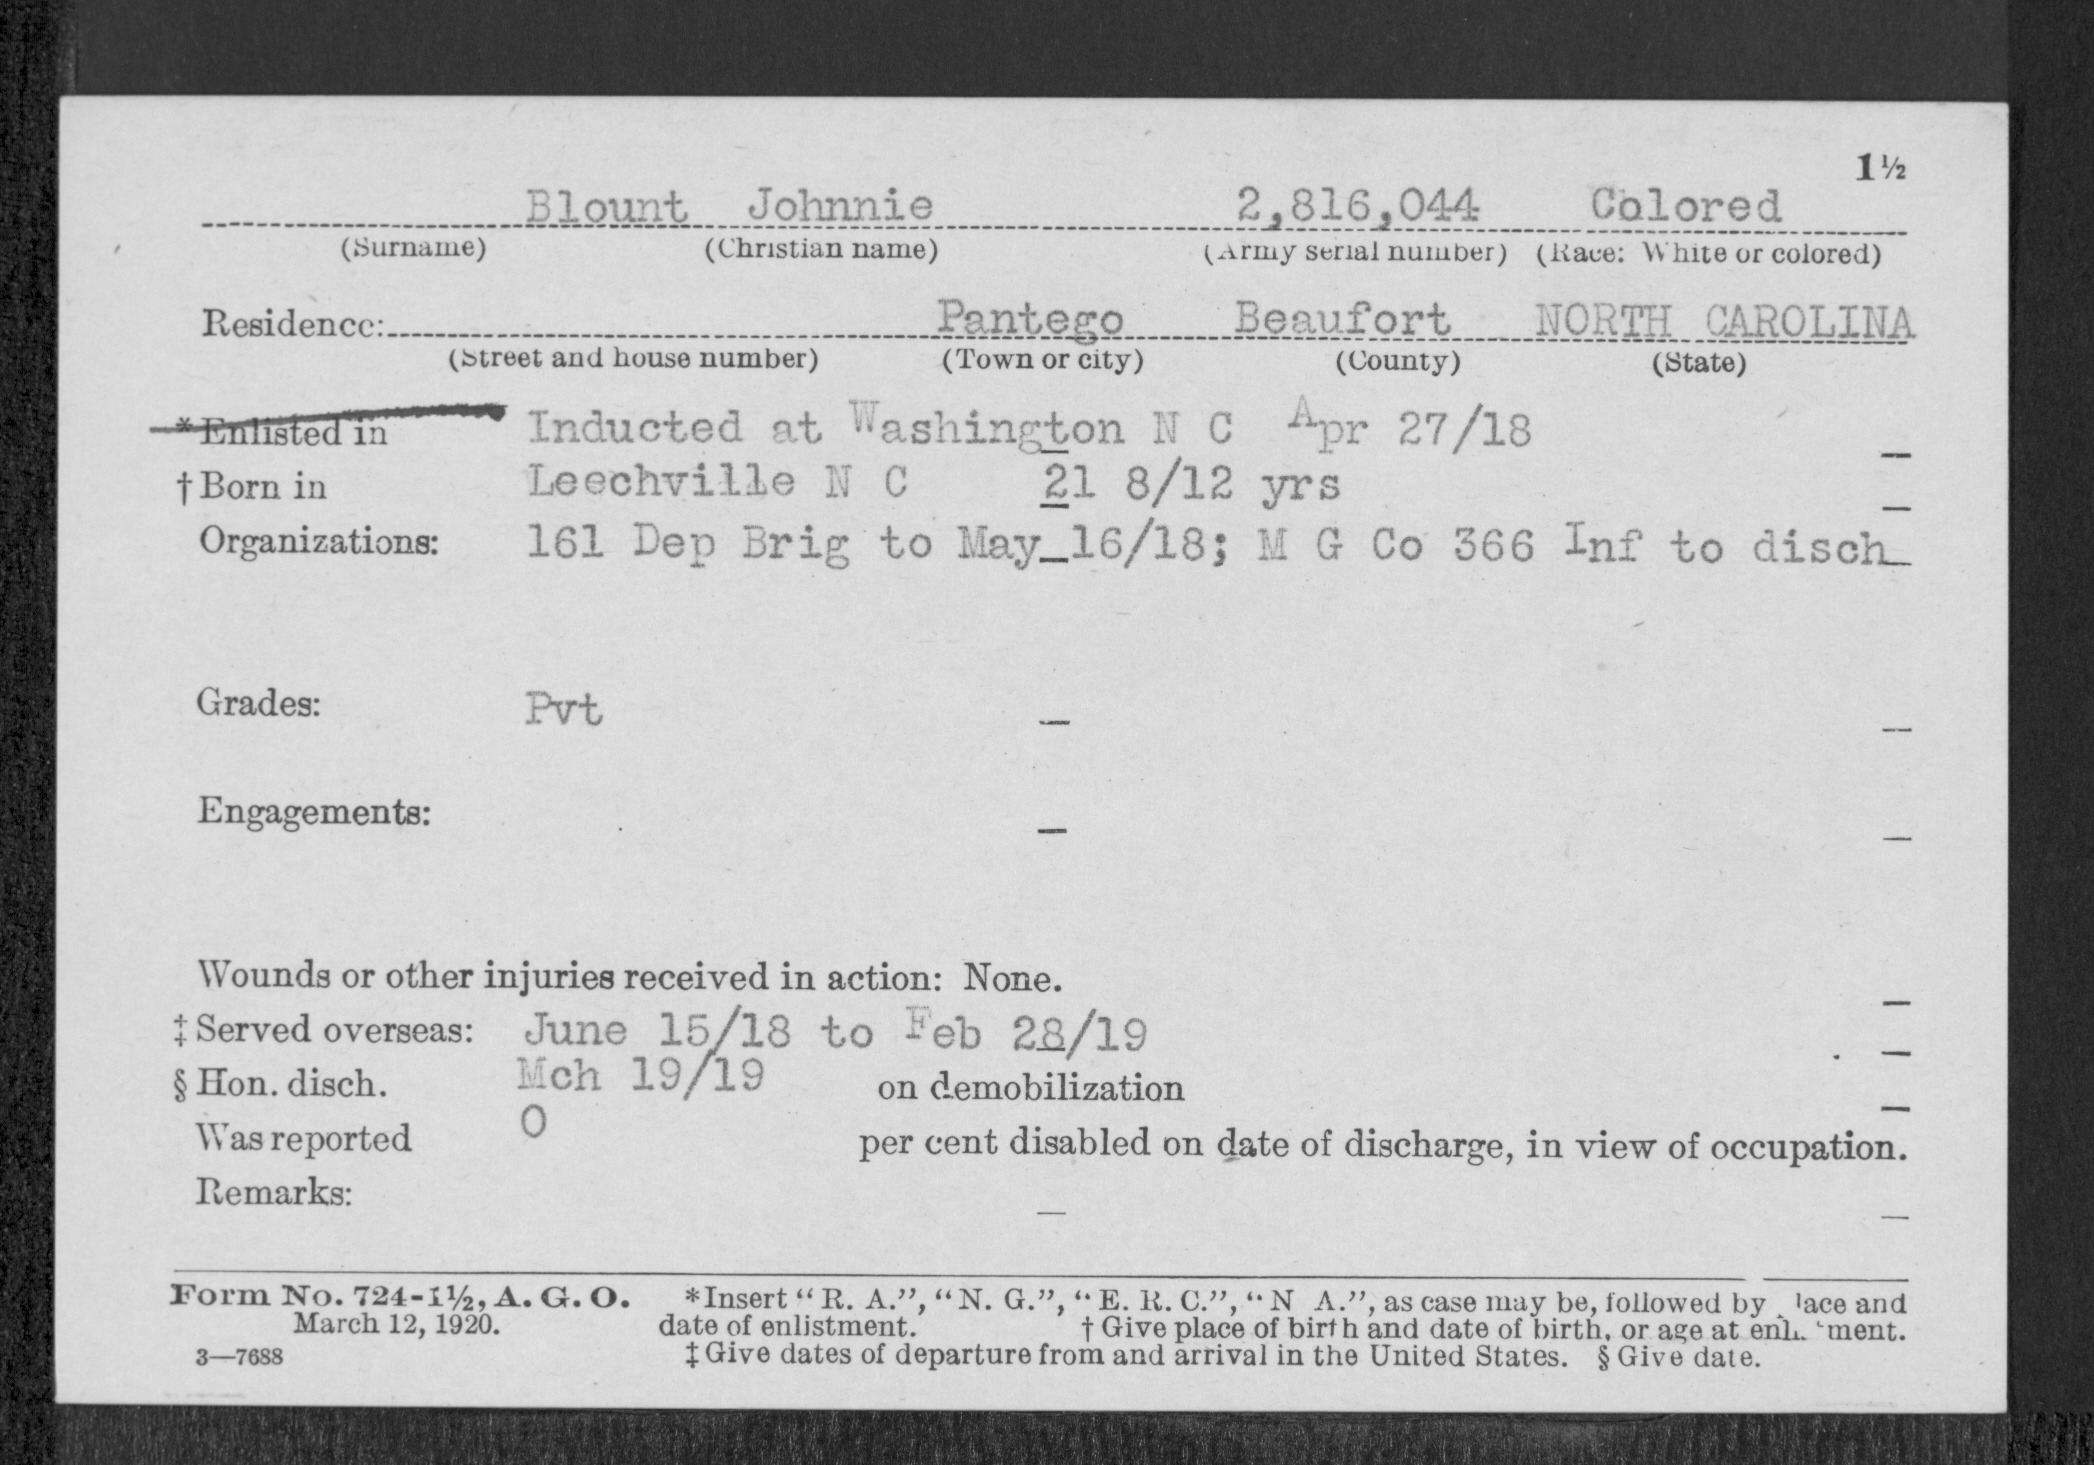 1½
Blount Johnnie 2,816,044 Colored
(Surname) (Christian name) (Army serial number) (Race: White or colored)
Residence: Pantego Beaufort NORTH CAROLINA
(Street and house number) (Town or city) (County) (State)
* Enlisted in Inducted at Washington N C Apr 27/18
† Born in Leechville N C 21 8/12 yrs
Organizations: 161 Dep Brig to May 16/18; M G Co 366 Inf to disch
Grades: Pvt
Engagements:
Wounds or other injuries received in action: None.
‡ Served overseas: June 15/18 to Feb 28/19
§ Hon. disch. Mch 19/19 on demobilization
Was reported 0 per cent disabled on date of discharge, in view of occupation.
Remarks:
Form No. 724-1½, A. G. O. *Insert "R. A.", "N. G.", "E. R. C.", "N A.", as case may be, followed by place and
March 12, 1920. date of enlistment. † Give place of birth and date of birth, or age at enlistment.
3—7688 ‡ Give dates of departure from and arrival in the United States. § Give date.